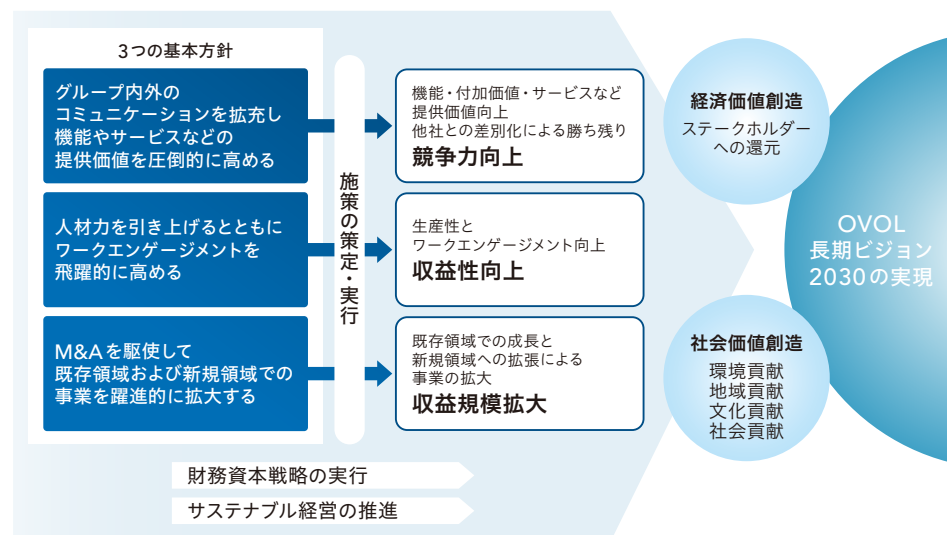 3つの基本方針
グループ内外の
コミュニケーションを拡充し
機能やサービスなどの
提供価値を圧倒的に高める
人材力を引き上げるとともに
ワークエンゲージメントを
飛躍的に高める
M&Aを駆使して
既存領域および新規領域での
事業を躍進的に拡大する
施策の策定・実行
機能・付加価値・サービスなど
提供価値向上
他社との差別化による勝ち残り
競争力向上
生産性と
ワークエンゲージメント向上
収益性向上
既存領域での成長と
新規領域への拡張による
事業の拡大
収益規模拡大
財務資本戦略の実行
サステナブル経営の推進
経済価値創造
ステークホルダー
への還元
社会価値創造
環境貢献
地域貢献
文化貢献
社会貢献
OVOL
長期ビジョン
2030の実現